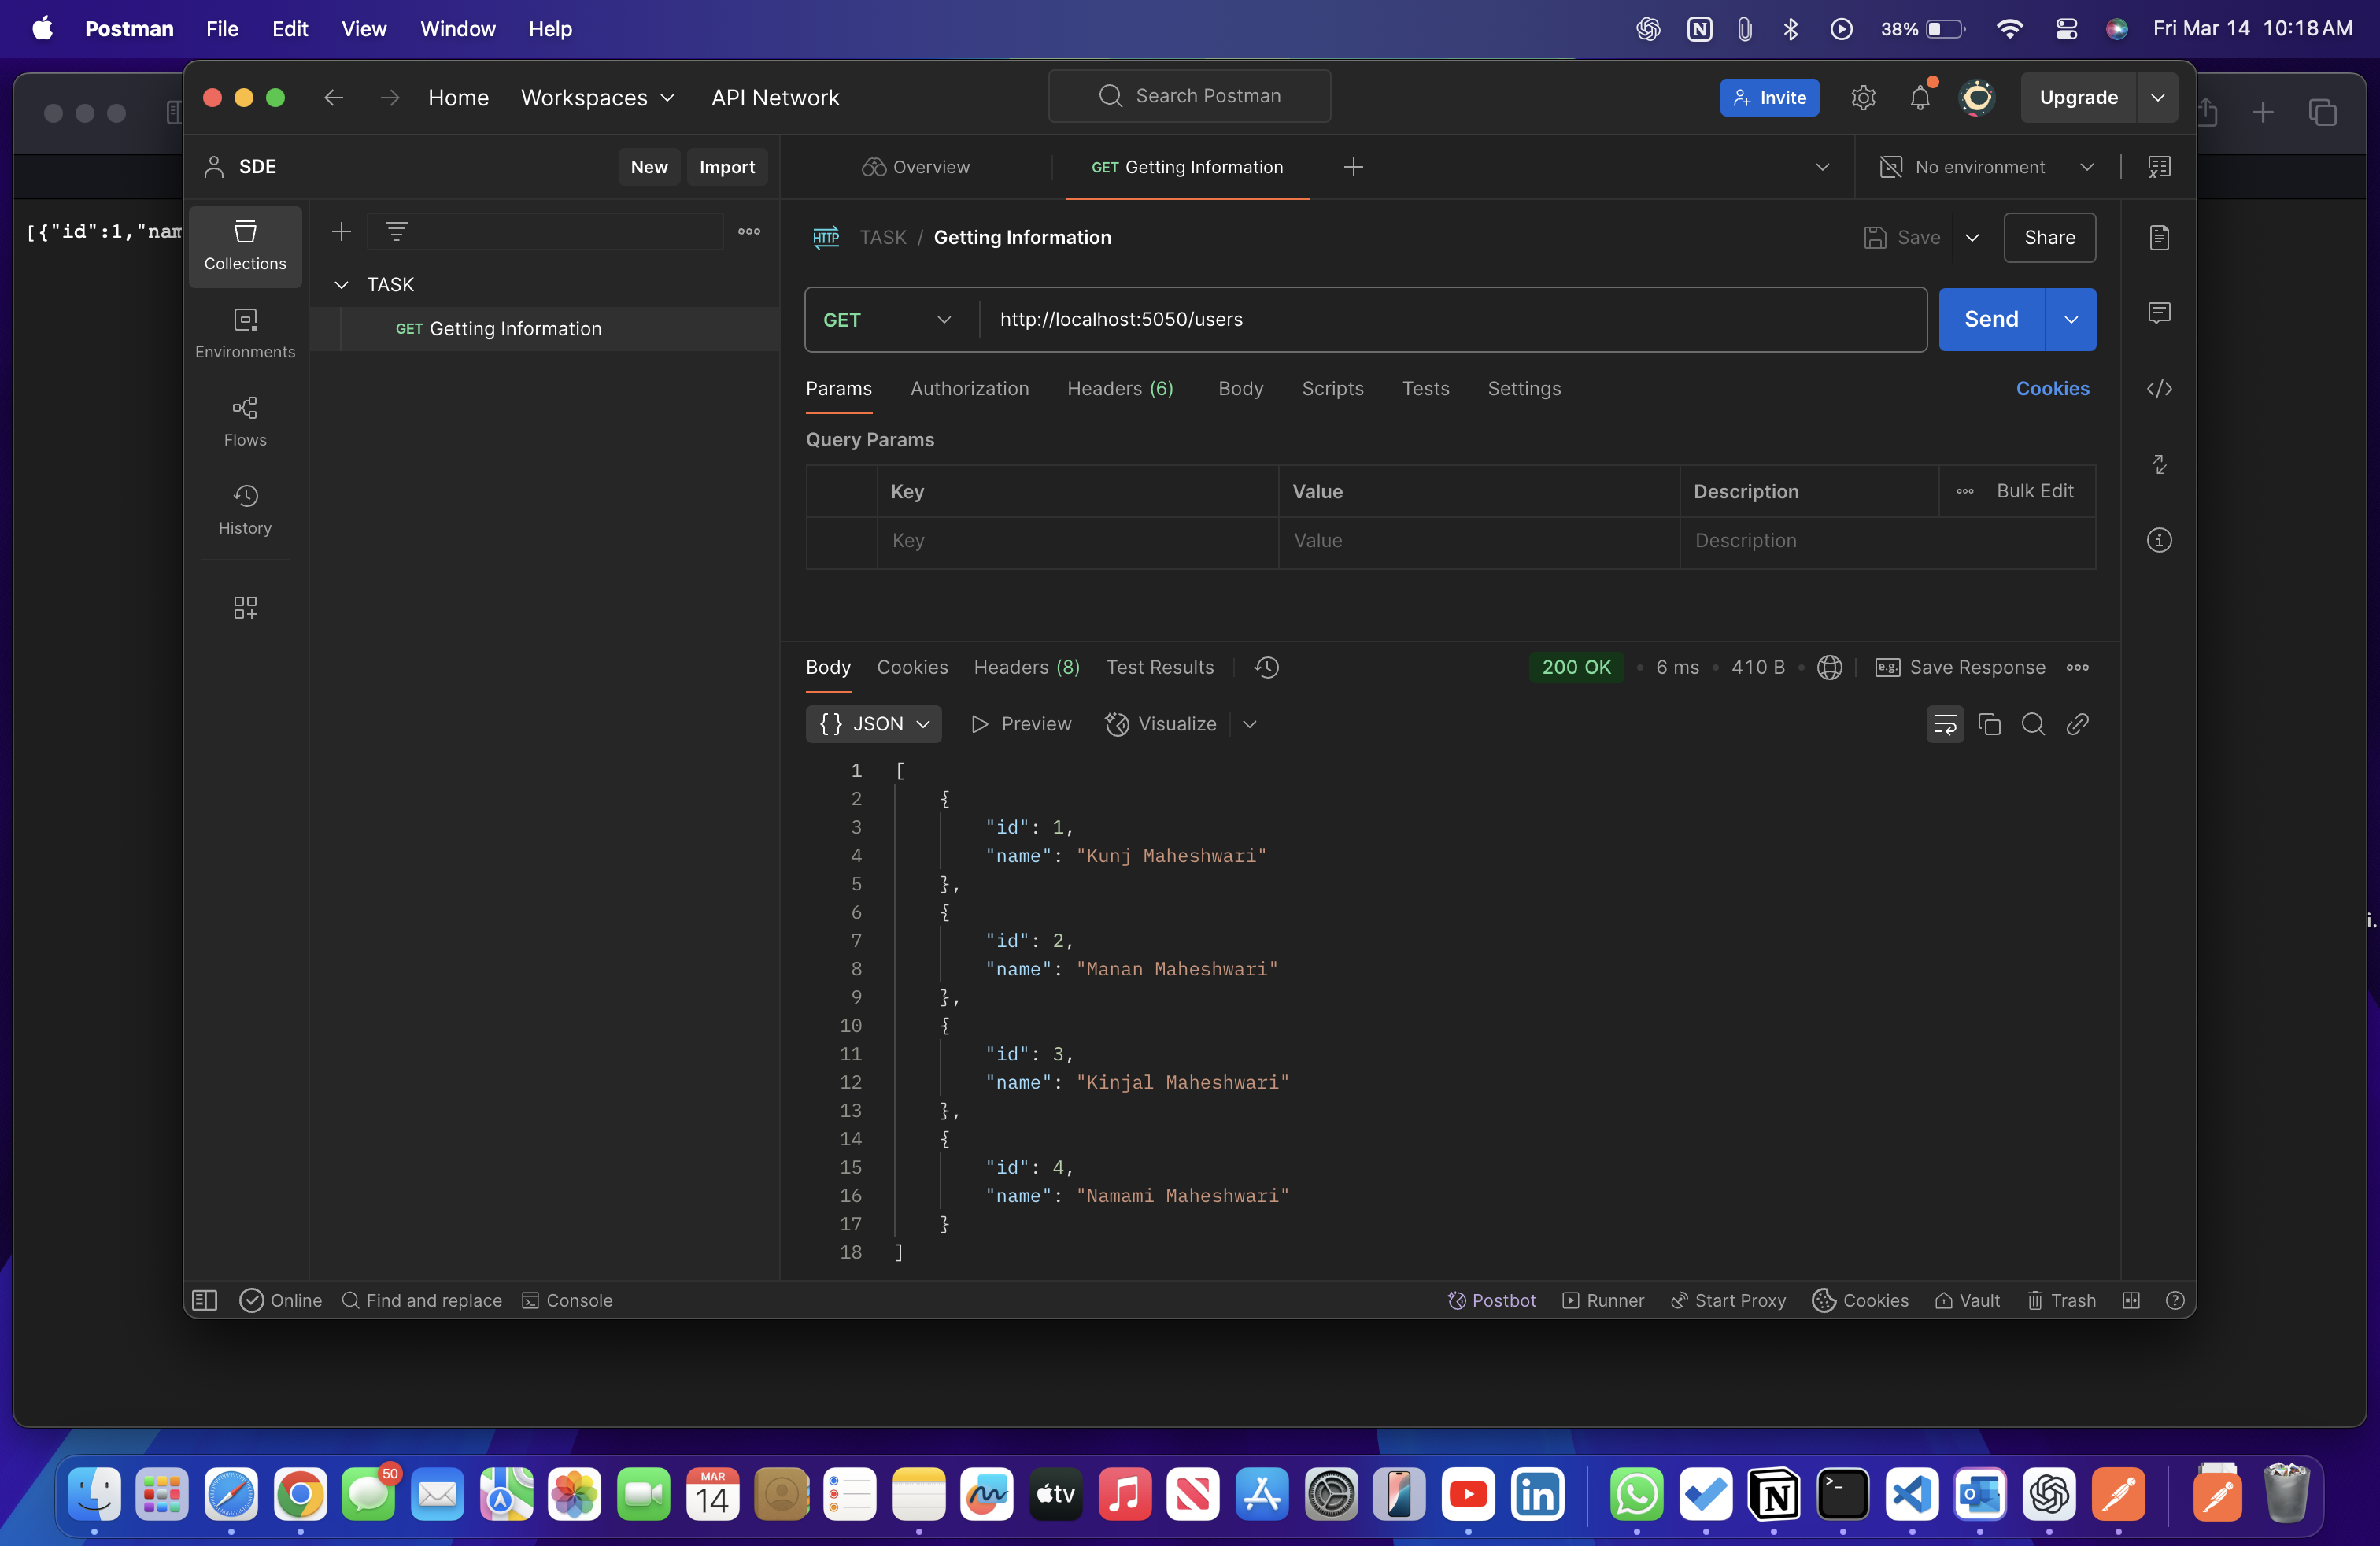 Postman File Edit View Window Help
38% Fri Mar 14 10:18 AM
Home Workspaces API Network
Search Postman
Invite Upgrade
SDE New Import
Overview
GET Getting Information
No environment
[{"id":1,"nam
Collections
Environments
Flows
History
TASK
GET Getting Information
HTTP TASK / Getting Information
Save Share
GET http://localhost:5050/users Send
Params Authorization Headers (6) Body Scripts Tests Settings Cookies
Query Params
Key Value Description Bulk Edit
Key Value Description
Body Cookies Headers (8) Test Results
200 OK • 6 ms • 410 B • e.g. Save Response
{} JSON Preview Visualize
1 [
2 {
3 "id": 1,
4 "name": "Kunj Maheshwari"
5 },
6 {
7 "id": 2,
8 "name": "Manan Maheshwari"
9 },
10 {
11 "id": 3,
12 "name": "Kinjal Maheshwari"
13 },
14 {
15 "id": 4,
16 "name": "Namami Maheshwari"
17 }
18 ]
i.
Online Find and replace Console
Postbot Runner Start Proxy Cookies Vault Trash
50
MAR
14
tv
in